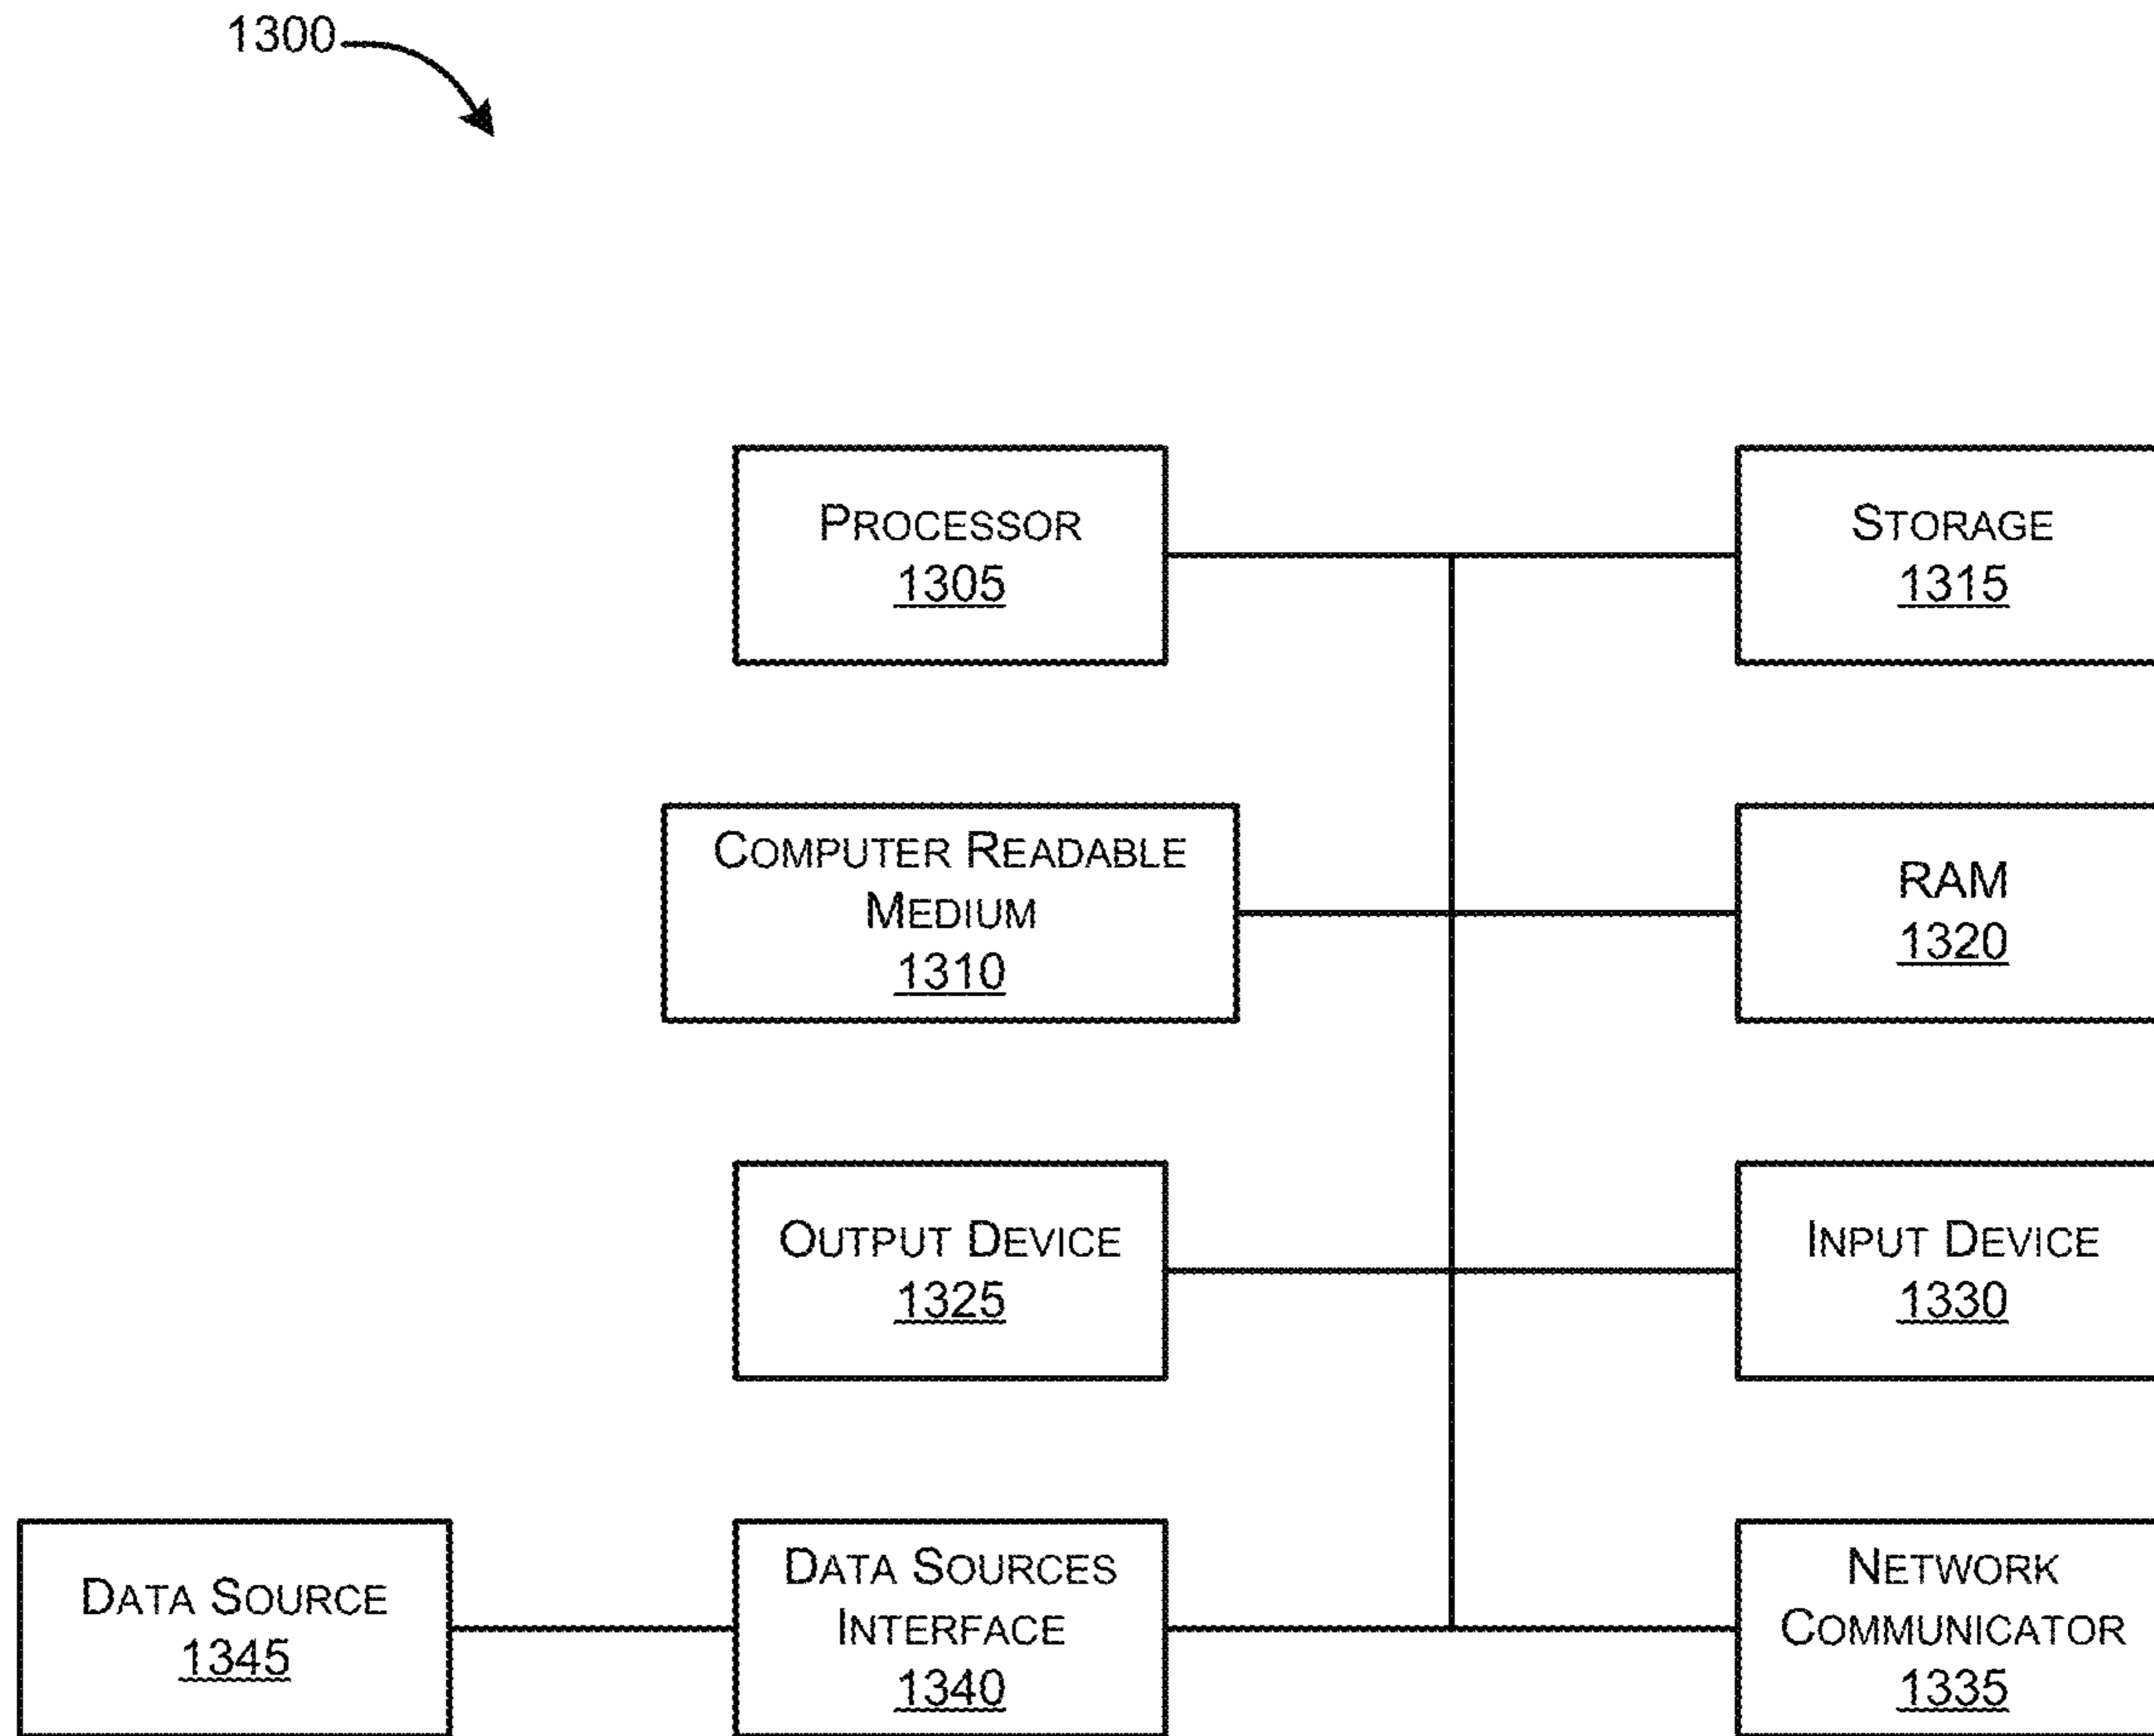 1300
PROCESSOR
1305
STORAGE
1315
COMPUTER READABLE
MEDIUM
1310
RAM
1320
OUTPUT DEVICE
1325
INPUT DEVICE
1330
DATA SOURCE
1345
DATA SOURCES
INTERFACE
1340
NETWORK
COMMUNICATOR
1335